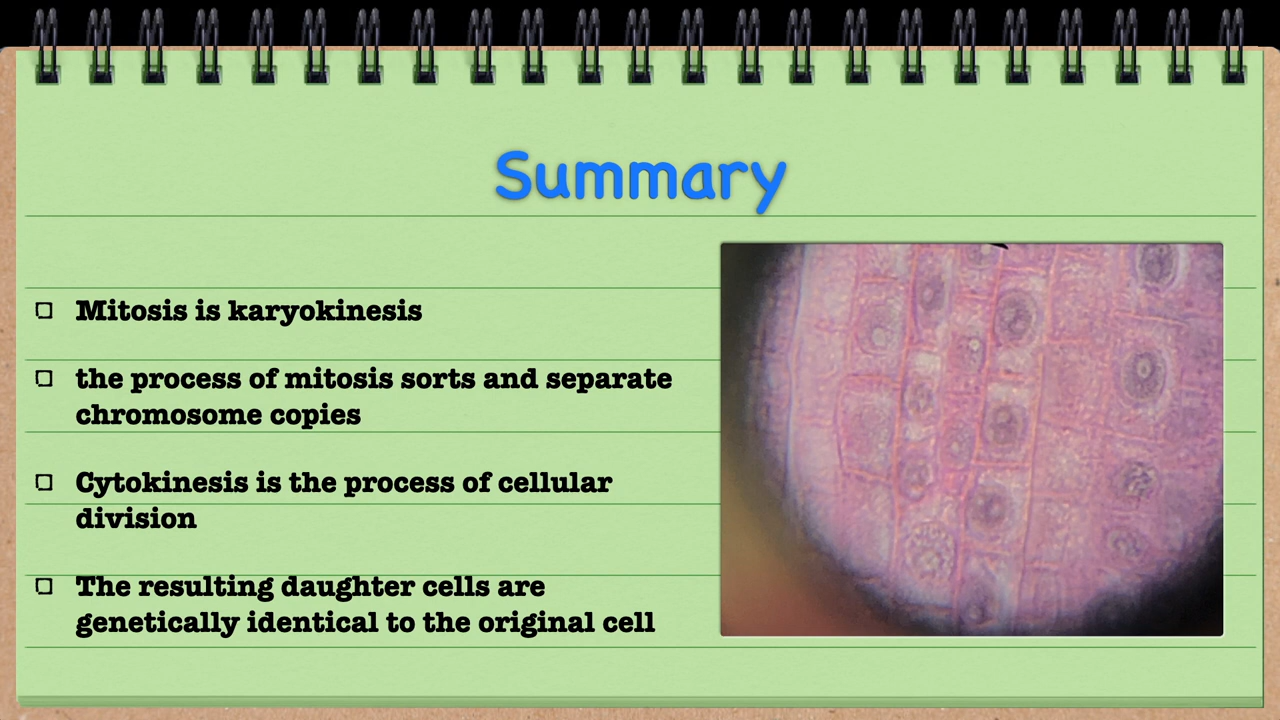 Summary
Mitosis is karyokinesis
the process of mitosis sorts and separate
chromosome copies
Cytokinesis is the process of cellular
division
The resulting daughter cells are
genetically identical to the original cell